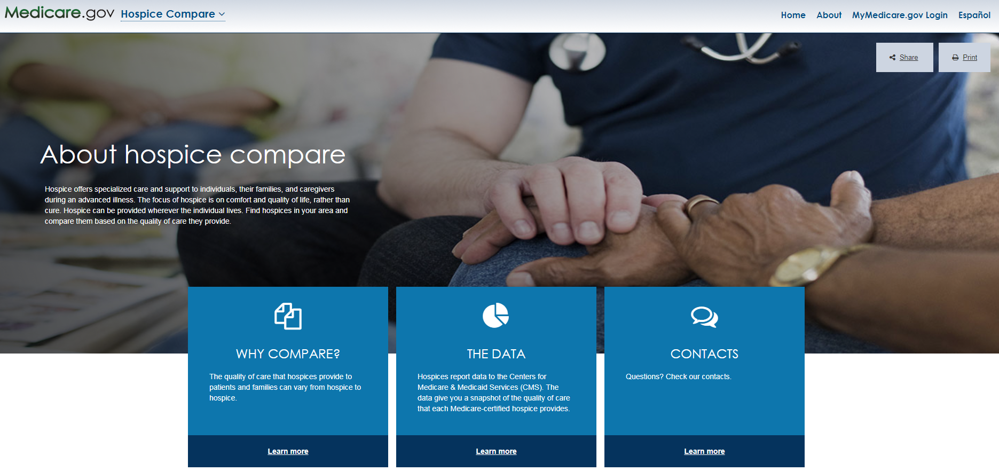 Medicare.gov Hospice Compare
Home About MyMedicare.gov Login Español
Share Print
About hospice compare
Hospice offers specialized care and support to individuals, their families, and caregivers
during an advanced illness. The focus of hospice is on comfort and quality of life, rather than
cure. Hospice can be provided wherever the individual lives. Find hospices in your area and
compare them based on the quality of care they provide.
WHY COMPARE?
The quality of care that hospices provide to
patients and families can vary from hospice to
hospice.
Learn more
THE DATA
Hospices report data to the Centers for
Medicare & Medicaid Services (CMS). The
data give you a snapshot of the quality of care
that each Medicare-certified hospice provides.
Learn more
CONTACTS
Questions? Check our contacts.
Learn more